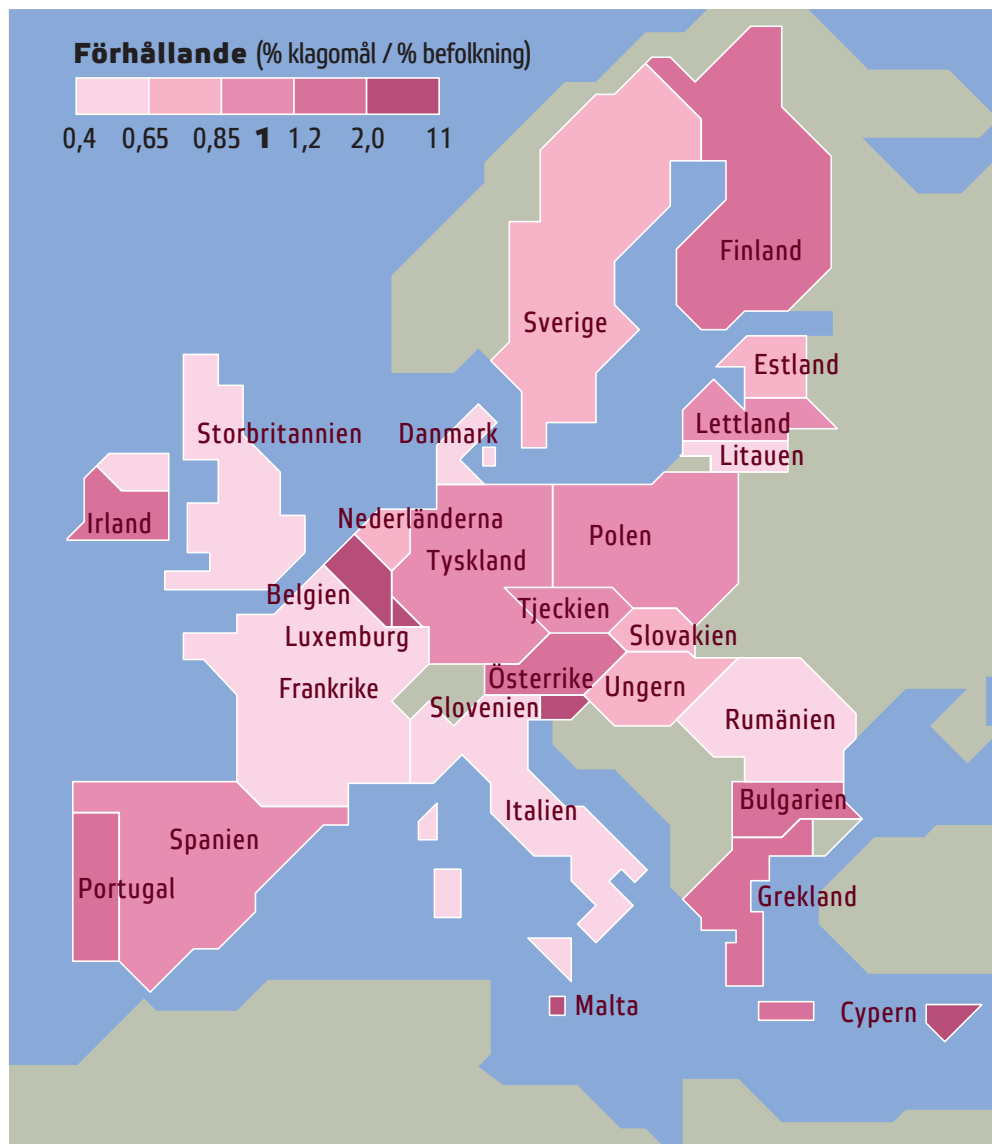 Förhållande (% klagomål / % befolkning)
0,4 0,65 0,85 1 1,2 2,0 11
Finland
Sverige
Estland
Lettland
Storbritannien
Danmark
Litauen
Irland
Nederländerna
Polen
Tyskland
Belgien
Tjeckien
Luxemburg
Slovakien
Frankrike
Österrike
Ungern
Slovenien
Rumänien
Italien
Bulgarien
Spanien
Portugal
Grekland
Malta
Cypern